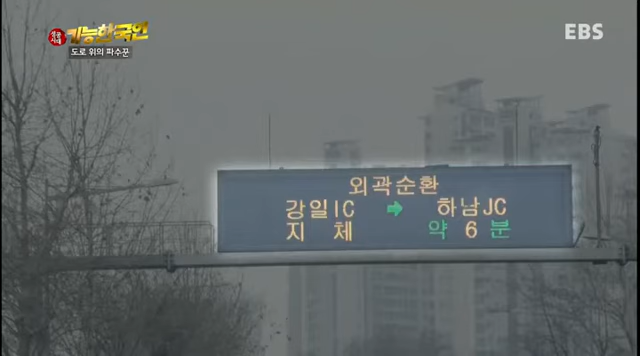 기능한국인
EBS
도로 위의 파수꾼
외곽순환
강일IC ➡ 하남JC
지 체 약 6 분